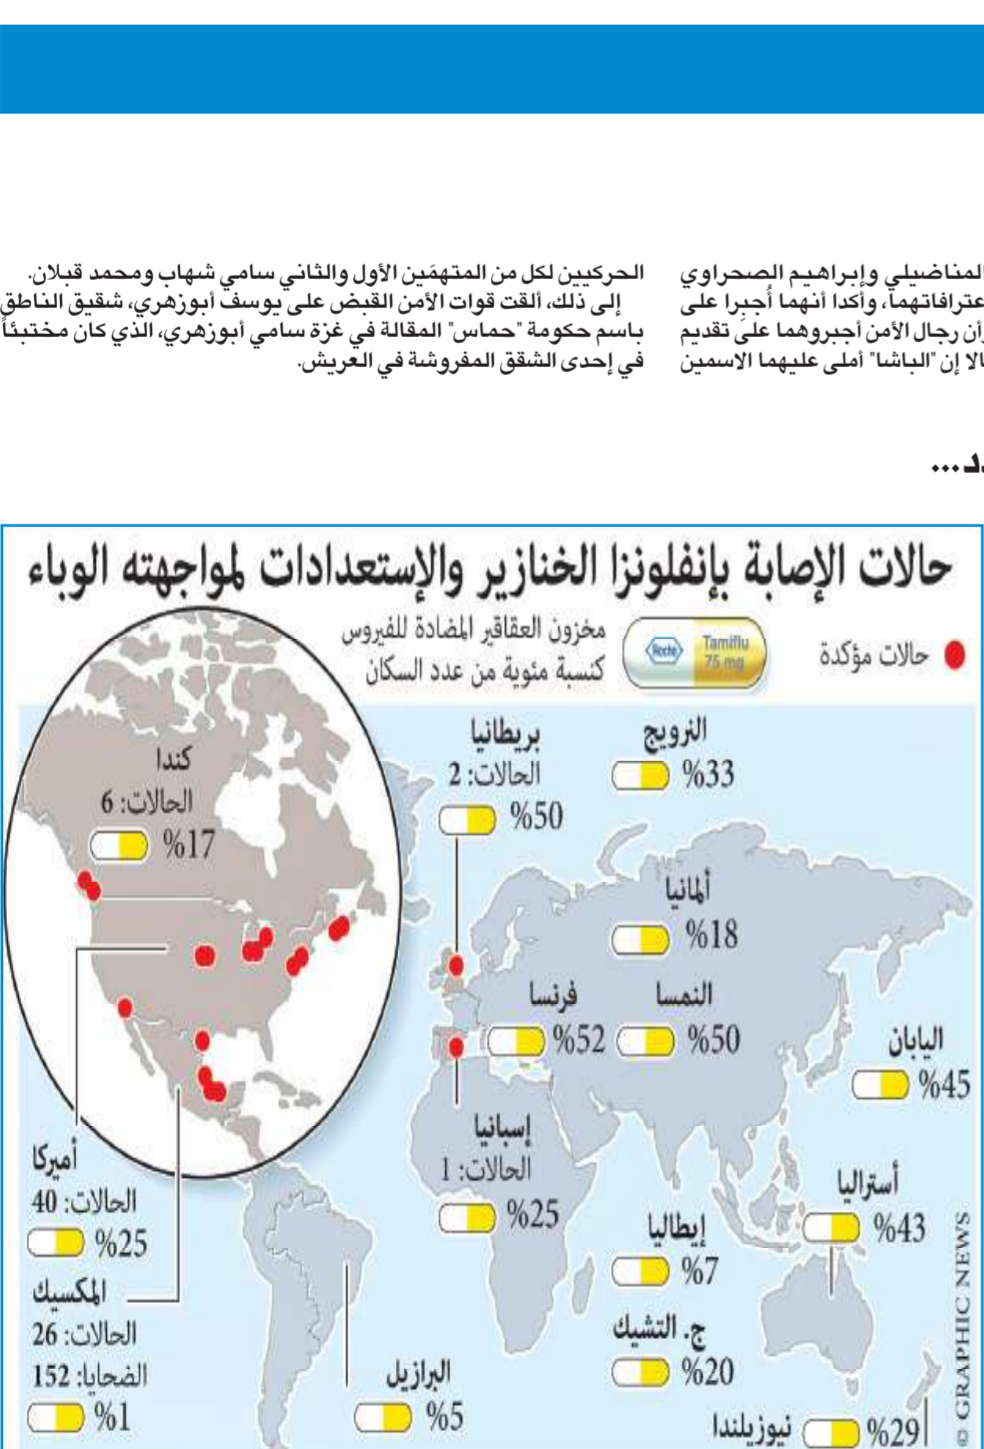 المناضيلي وإبراهيم الصحراوي
عترافاتهما، وأكدا أنهما أُجبِرا على
وأن رجال الأمن أجبروهما على تقديم
الا إن "الباشا" أملى عليهما الاسمين
الحركيين لكل من المتهمَين الأول والثاني سامي شهاب ومحمد قبلان.
إلى ذلك، ألقت قوات الأمن القبض على يوسف أبوزهري، شقيق الناطق
باسم حكومة "حماس" المقالة في غزة سامي أبوزهري، الذي كان مختبئاً
في إحدى الشقق المفروشة في العريش.
حالات الإصابة بإنفلونزا الخنازير والإستعدادات لمواجهته الوباء
حالات مؤكدة
Roche
Tamiflu
75 mg
مخزون العقاقير المضادة للفيروس
كنسبة مئوية من عدد السكان
النرويج
%33
بريطانيا
الحالات: 2
%50
كندا
الحالات: 6
%17
ألمانيا
%18
النمسا
%50
فرنسا
%52
اليابان
%45
إسبانيا
الحالات: 1
%25
أميركا
الحالات: 40
%25
أستراليا
%43
إيطاليا
%7
المكسيك
الحالات: 26
الضحايا: 152
%1
ج. التشيك
%20
البرازيل
%5
نيوزيلندا
%29
© GRAPHIC NEWS